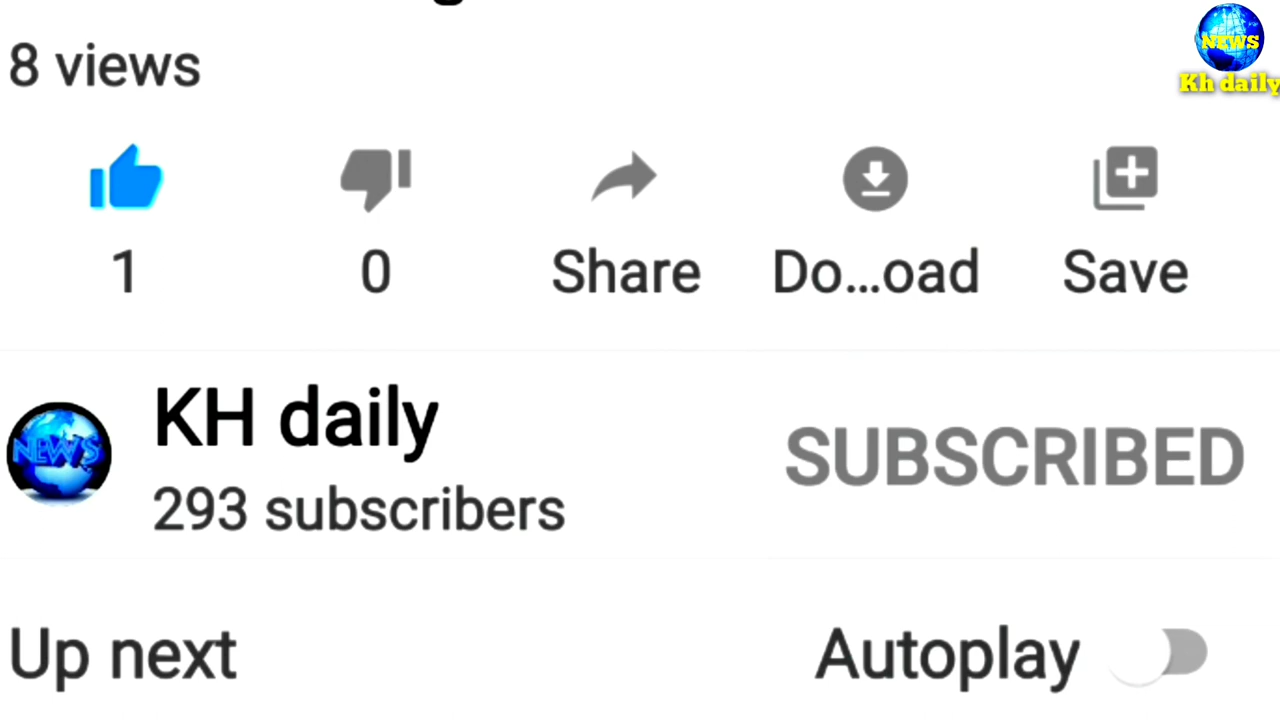 8 views
NEWS
Kh daily
1
0
Share
Do...oad
Save
KH daily
NEWS
293 subscribers
SUBSCRIBED
Up next
Autoplay